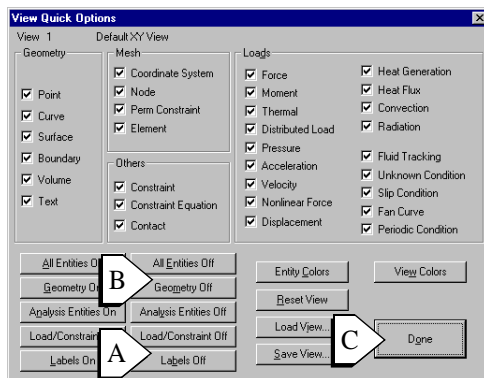 View Quick Options
View 1 Default XY View
Geometry
Point
Curve
Surface
Boundary
Volume
Text
Mesh
Coordinate System
Node
Perm Constraint
Element
Others
Constraint
Constraint Equation
Contact
Loads
Force
Moment
Thermal
Distributed Load
Pressure
Acceleration
Velocity
Nonlinear Force
Displacement
Heat Generation
Heat Flux
Convection
Radiation
Fluid Tracking
Unknown Condition
Slip Condition
Fan Curve
Periodic Condition
All Entities On
All Entities Off
Geometry On
Geometry Off
Analysis Entities On
Analysis Entities Off
Load/Constraint
Load/Constraint Off
Labels On
Labels Off
Entity Colors
View Colors...
Reset View
Load View...
Save View...
Done
A
B
C